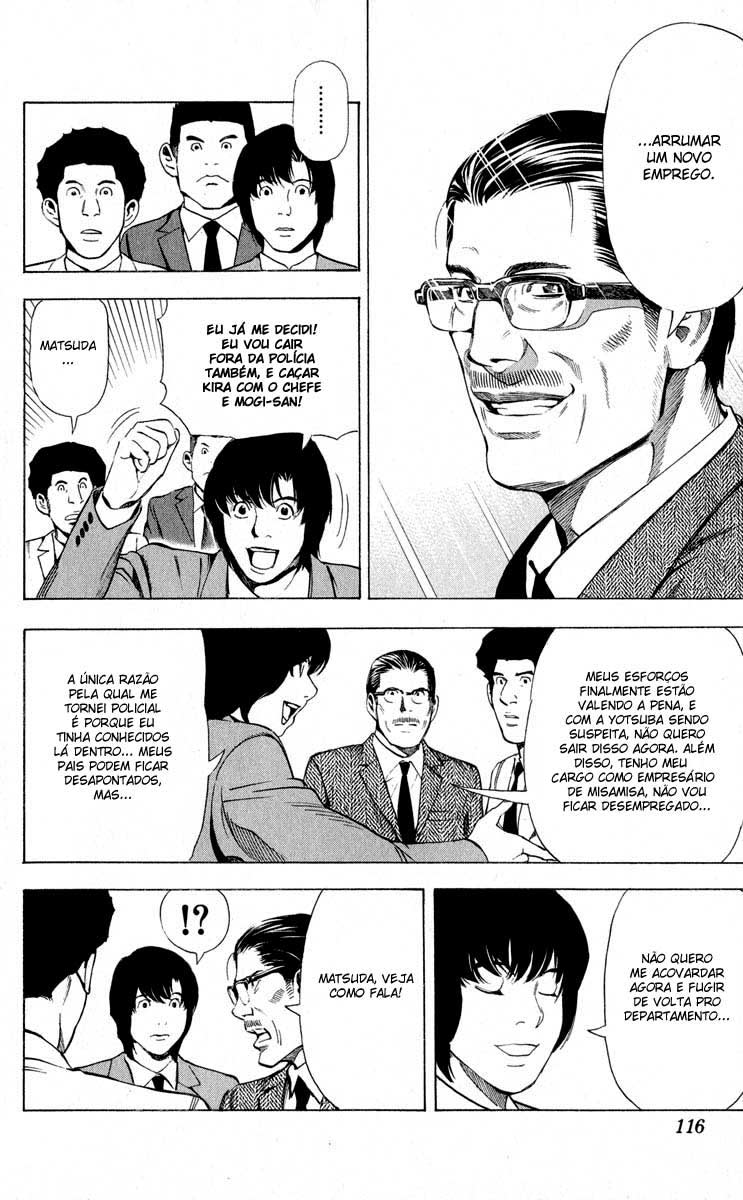 ...ARRUMAR
UM NOVO
EMPREGO.
.........
EU JÁ ME DECIDI!
EU VOU CAIR
FORA DA POLÍCIA
TAMBÉM, E CAÇAR
KIRA COM O CHEFE
E MOGI-SAN!
MATSUDA
...
MEUS ESFORÇOS
FINALMENTE ESTÃO
VALENDO A PENA, E
COM A YOTSUBA SENDO
SUSPEITA, NÃO QUERO
SAIR DISSO AGORA. ALÉM
DISSO, TENHO MEU
CARGO COMO EMPRESÁRIO
DE MISAMISA, NÃO VOU
FICAR DESEMPREGADO...
A ÚNICA RAZÃO
PELA QUAL ME
TORNEI POLICIAL
É PORQUE EU
TINHA CONHECIDOS
LÁ DENTRO... MEUS
PAIS PODEM FICAR
DESAPONTADOS,
MAS...
NÃO QUERO
ME ACOVARDAR
AGORA E FUGIR
DE VOLTA PRO
DEPARTAMENTO...
MATSUDA, VEJA
COMO FALA!
!?
116